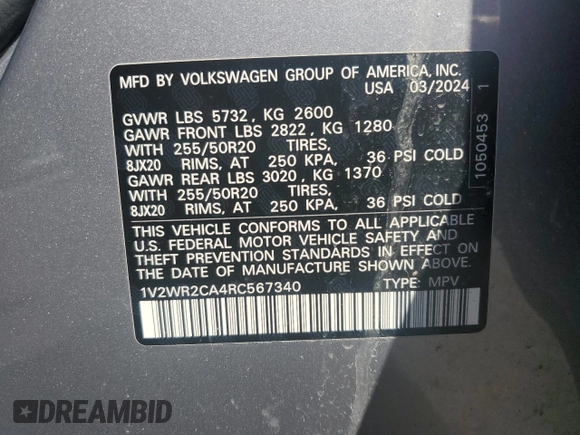 MFD BY VOLKSWAGEN GROUP OF AMERICA, INC.
USA 03/2024
GVWR LBS 5732, KG 2600
GAWR FRONT LBS 2822, KG 1280
WITH 255/50R20 TIRES,
8JX20 RIMS, AT 250 KPA, 36 PSI COLD
GAWR REAR LBS 3020, KG 1370
WITH 255/50R20 TIRES,
8JX20 RIMS, AT 250 KPA, 36 PSI COLD
THIS VEHICLE CONFORMS TO ALL APPLICABLE
U.S. FEDERAL MOTOR VEHICLE SAFETY AND
THEFT PREVENTION STANDARDS IN EFFECT ON
THE DATE OF MANUFACTURE SHOWN ABOVE.
1V2WR2CA4RC567340 TYPE: MPV
1050453 1
DREAMBID